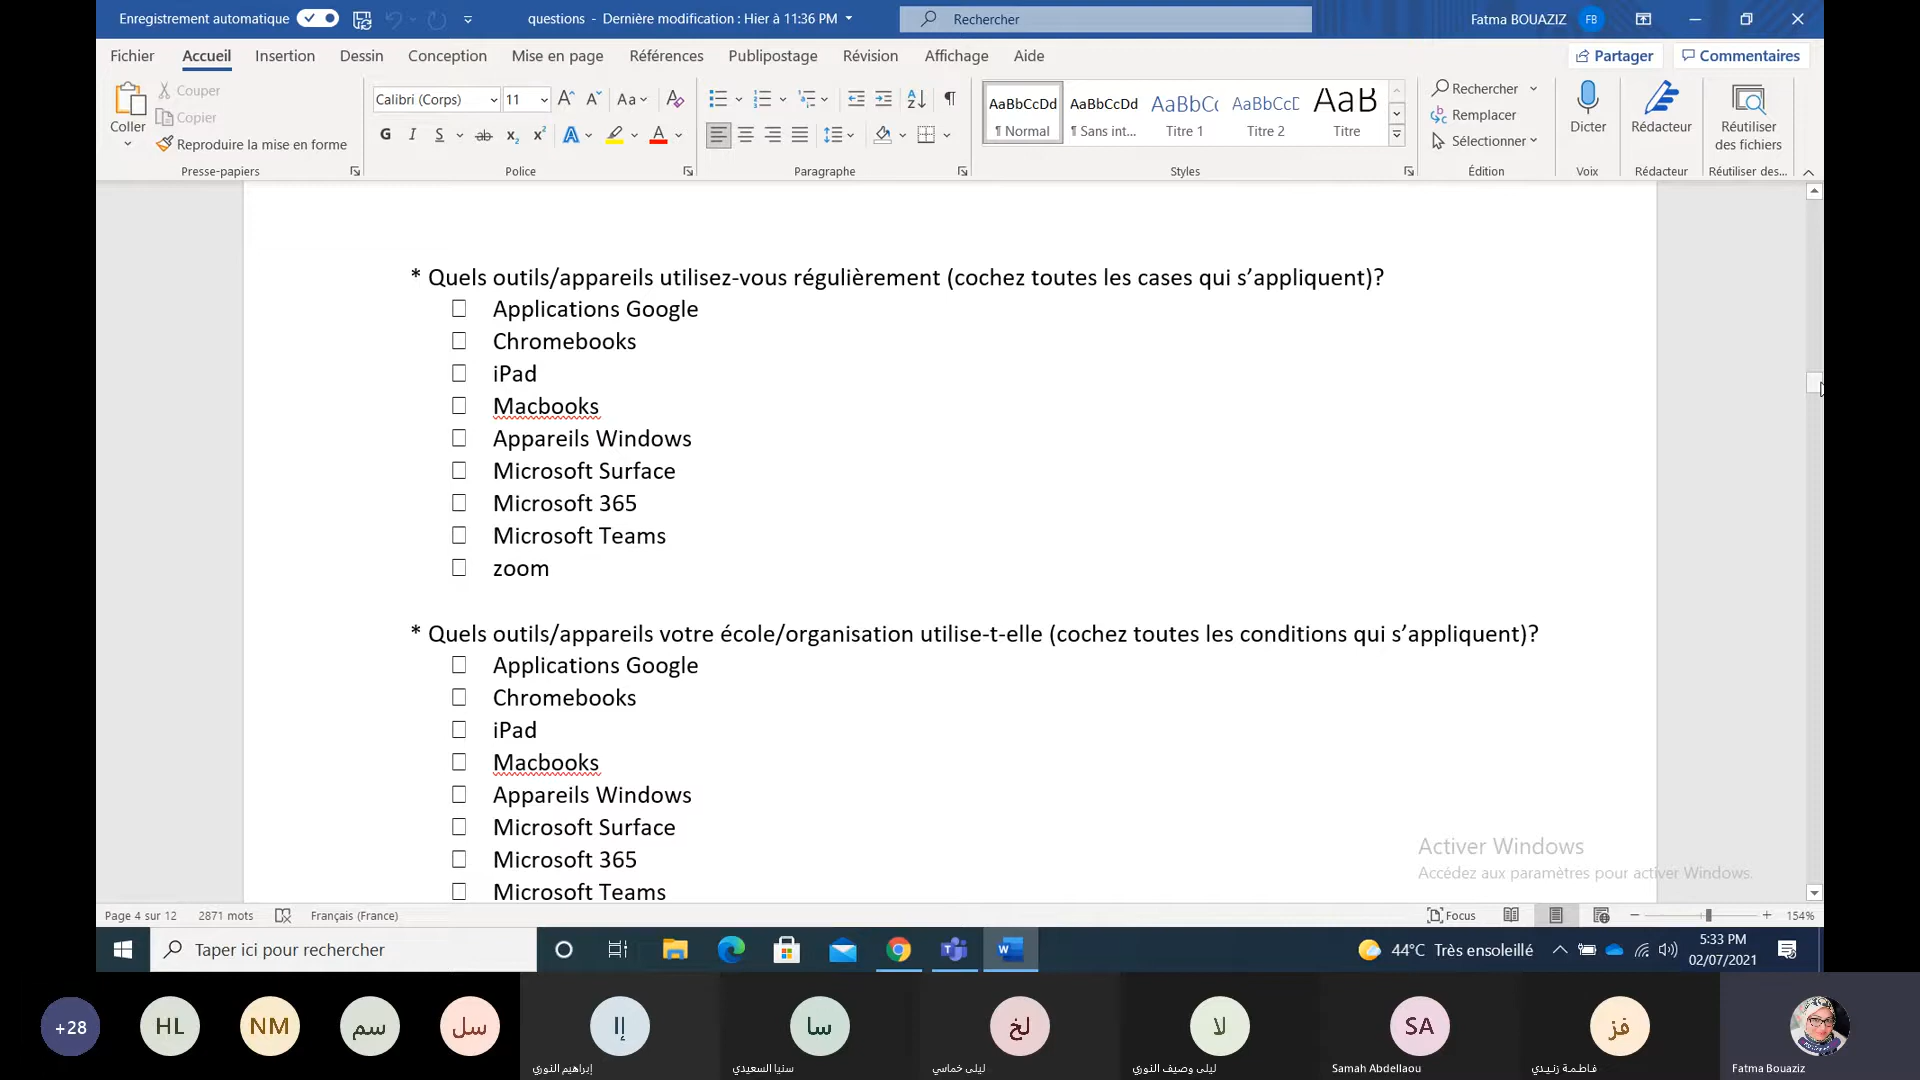 Enregistrement automatique
questions - Dernière modification : Hier à 11:36 PM
Rechercher
Fatma BOUAZIZ FB
Fichier Accueil Insertion Dessin Conception Mise en page Références Publipostage Révision Affichage Aide Partager Commentaires
Coller
Couper
Copier
Reproduire la mise en forme
Presse-papiers
Calibri (Corps) 11
Police
Paragraphe
AaBbCcDd ¶ Normal
AaBbCcDd ¶ Sans int...
AaBbCc Titre 1
AaBbCcC Titre 2
AaB Titre
Styles
Rechercher
Remplacer
Sélectionner
Édition
Dicter
Voix
Rédacteur
Rédacteur
Réutiliser
des fichiers
Réutiliser des...
* Quels outils/appareils utilisez-vous régulièrement (cochez toutes les cases qui s’appliquent)?
Applications Google
Chromebooks
iPad
Macbooks
Appareils Windows
Microsoft Surface
Microsoft 365
Microsoft Teams
zoom
* Quels outils/appareils votre école/organisation utilise-t-elle (cochez toutes les conditions qui s’appliquent)?
Applications Google
Chromebooks
iPad
Macbooks
Appareils Windows
Microsoft Surface
Microsoft 365
Microsoft Teams
Activer Windows
Accédez aux paramètres pour activer Windows.
Page 4 sur 12 2871 mots Français (France) Focus 154%
Taper ici pour rechercher
44°C Très ensoleillé
5:33 PM
02/07/2021
+28 HL NM سم سل إا سا لخ لا SA فز
إبراهيم النوري
سنيا السعيدي
ليلى خماسي
ليلى وصيف النوري
Samah Abdellaou
فاطمة زنيدي
Fatma Bouaziz